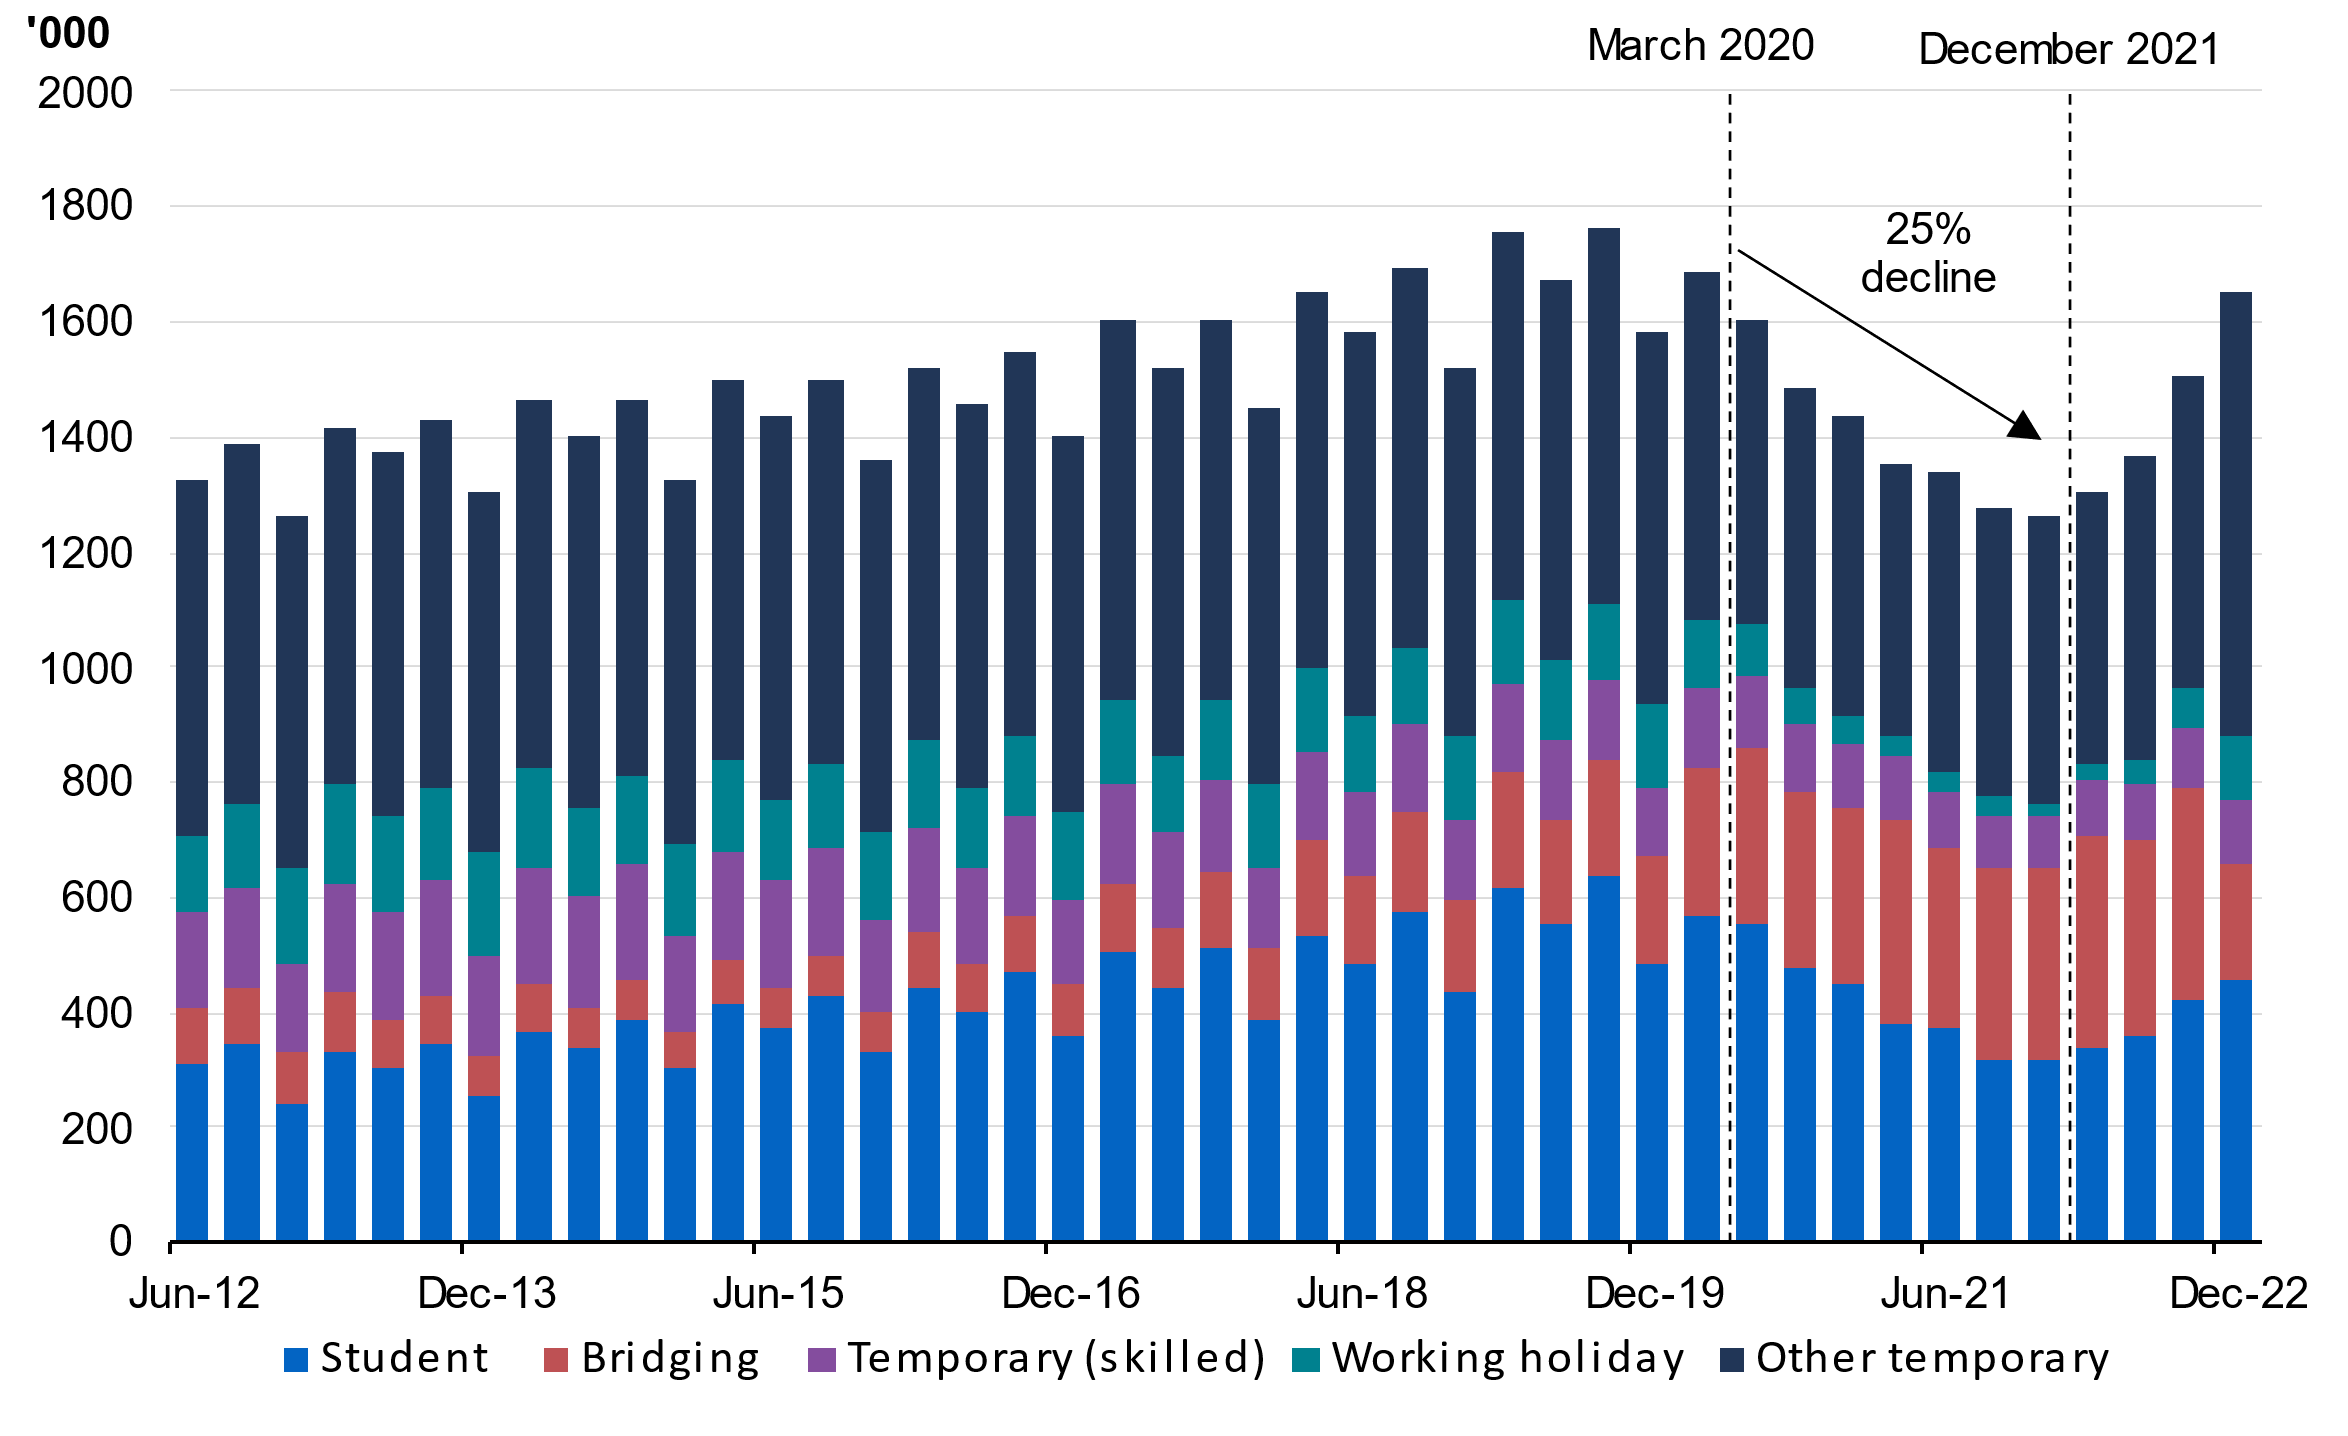 '000
March 2020
December 2021
2000
1800
25%
decline
1600
1400
1200
1000
800
600
400
200
0
Jun-12 Dec-13 Jun-15 Dec-16 Jun-18 Dec-19 Jun-21 Dec-22
Student Bridging Temporary (skilled) Working holiday Other temporary